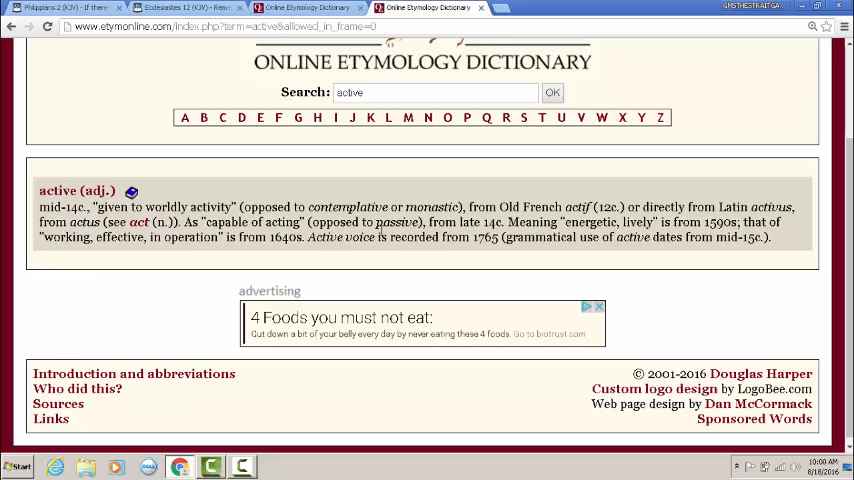 Philippians 2 (KJV) - If there
Ecclesiastes 12 (KJV) - Rem
Online Etymology Dictionary
Online Etymology Dictionary
GMSTHESTRAITGA
www.etymonline.com/index.php?term=active&allowed_in_frame=0
ONLINE ETYMOLOGY DICTIONARY
Search: active OK
A B C D E F G H I J K L M N O P Q R S T U V W X Y Z
active (adj.)
mid-14c., "given to worldly activity" (opposed to contemplative or monastic), from Old French actif (12c.) or directly from Latin activus,
from actus (see act (n.)). As "capable of acting" (opposed to passive), from late 14c. Meaning "energetic, lively" is from 1590s; that of
"working, effective, in operation" is from 1640s. Active voice is recorded from 1765 (grammatical use of active dates from mid-15c.).
advertising
4 Foods you must not eat:
Cut down a bit of your belly every day by never eating these 4 foods. Go to biotrust.com
Introduction and abbreviations
Who did this?
Sources
Links
© 2001-2016 Douglas Harper
Custom logo design by LogoBee.com
Web page design by Dan McCormack
Sponsored Words
Start
10:00 AM
8/18/2016